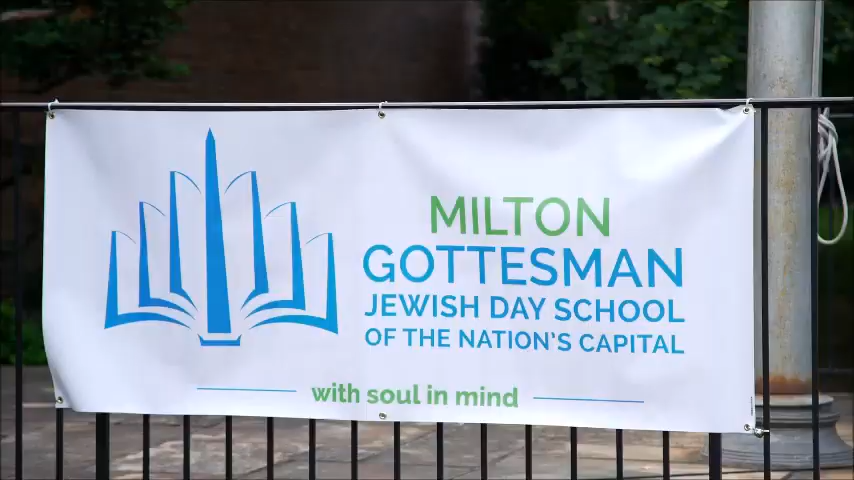 MILTON
GOTTESMAN
JEWISH DAY SCHOOL
OF THE NATION'S CAPITAL
with soul in mind